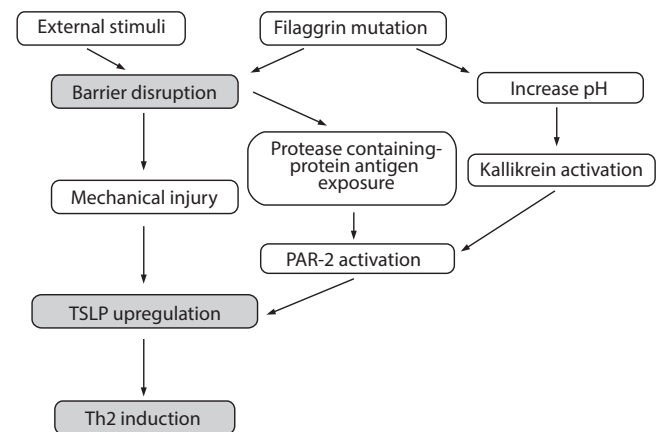 External stimuli
Filaggrin mutation
Barrier disruption
Increase pH
Protease containing-
protein antigen
exposure
Kallikrein activation
Mechanical injury
PAR-2 activation
TSLP upregulation
Th2 induction